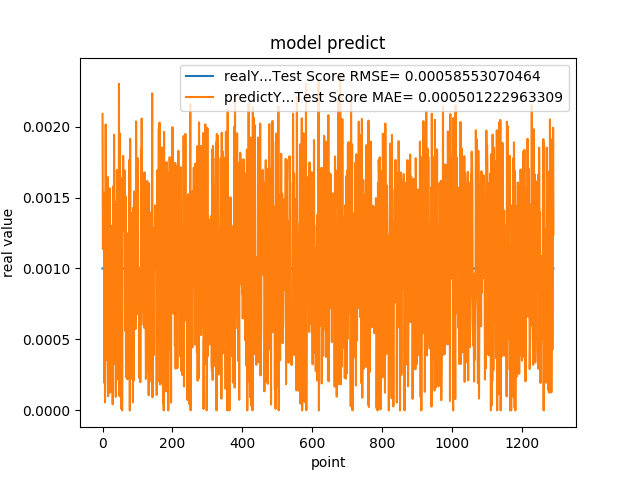 model predict
realY...Test Score RMSE= 0.00058553070464
predictY...Test Score MAE= 0.000501222963309
0.0020
0.0015
0.0010
0.0005
0.0000
real value
0 200 400 600 800 1000 1200
point